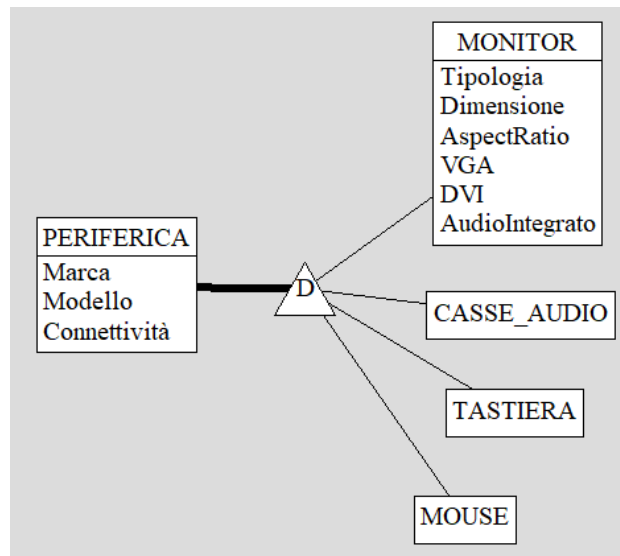 MONITOR
Tipologia
Dimensione
AspectRatio
VGA
DVI
AudioIntegrato
PERIFERICA
Marca
Modello
Connettività
D
CASSE_AUDIO
TASTIERA
MOUSE